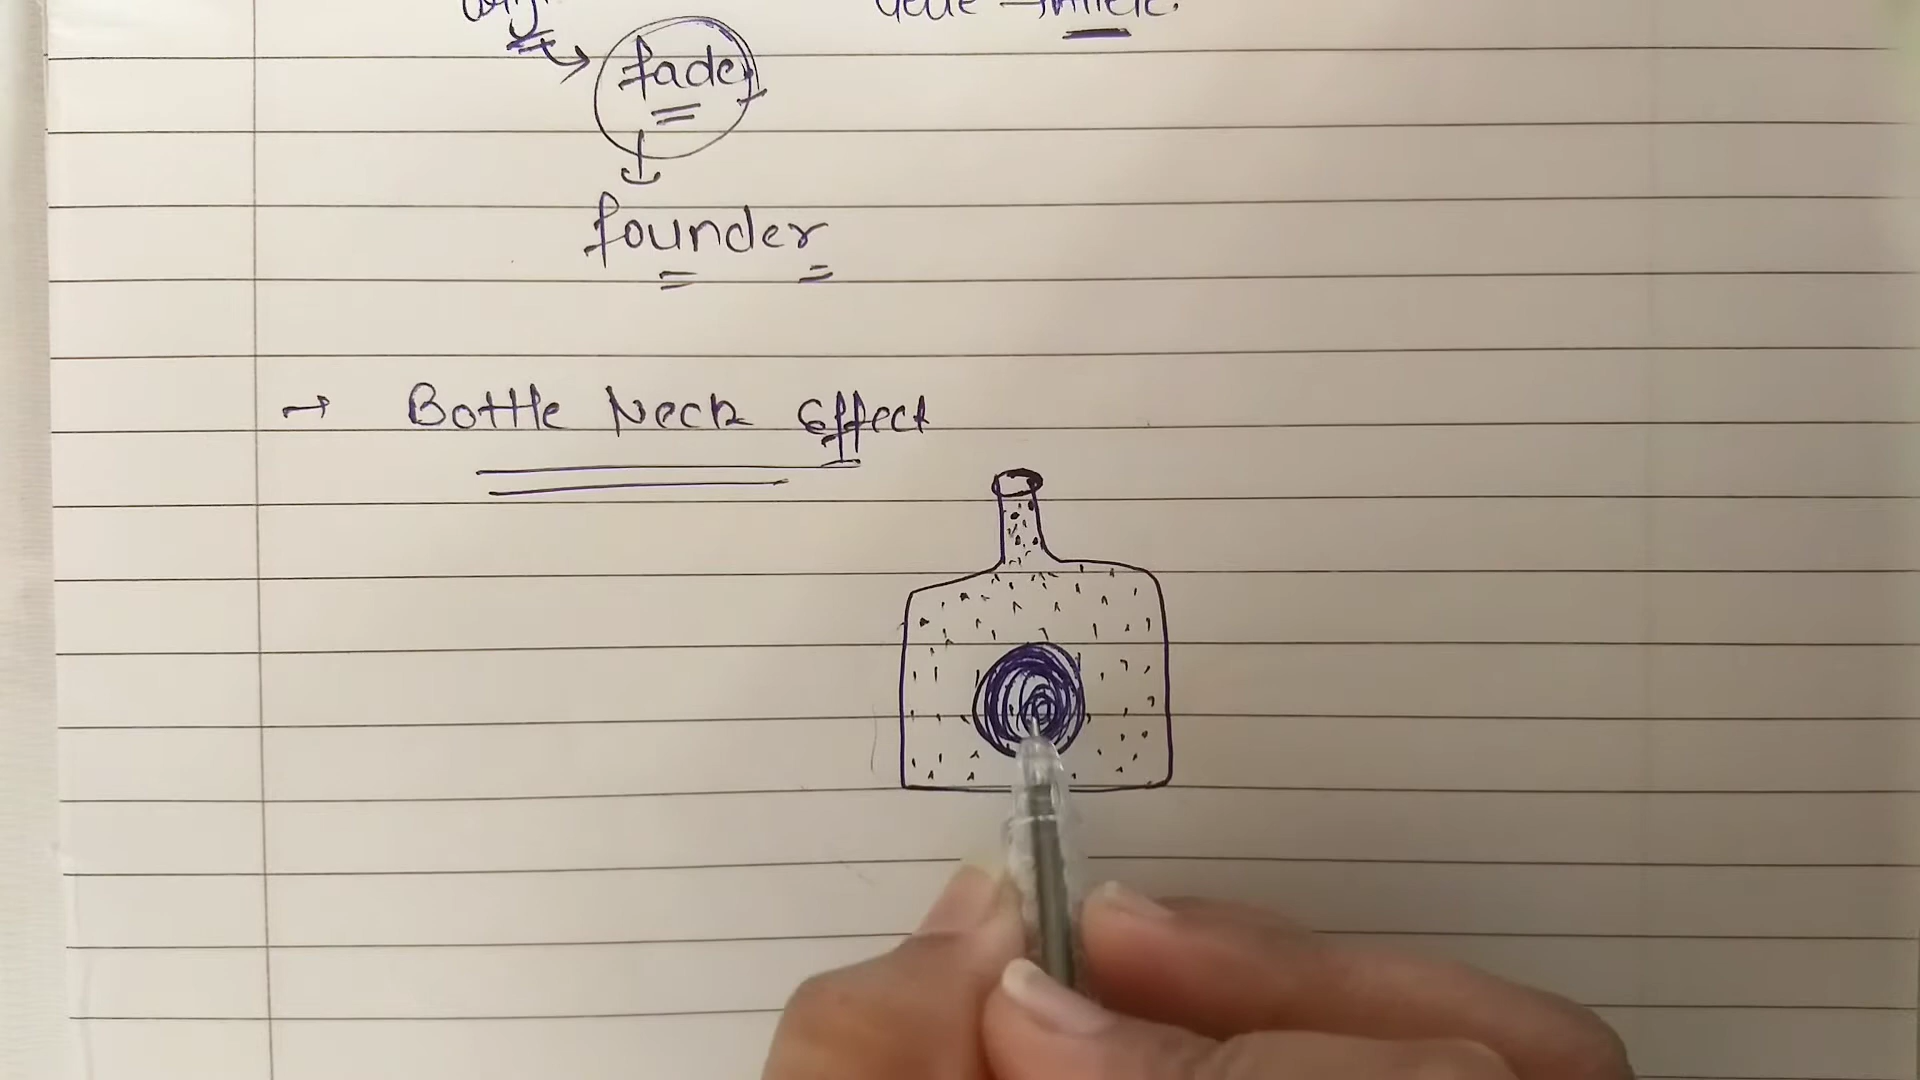 fade
founder
→ Bottle Neck Effect